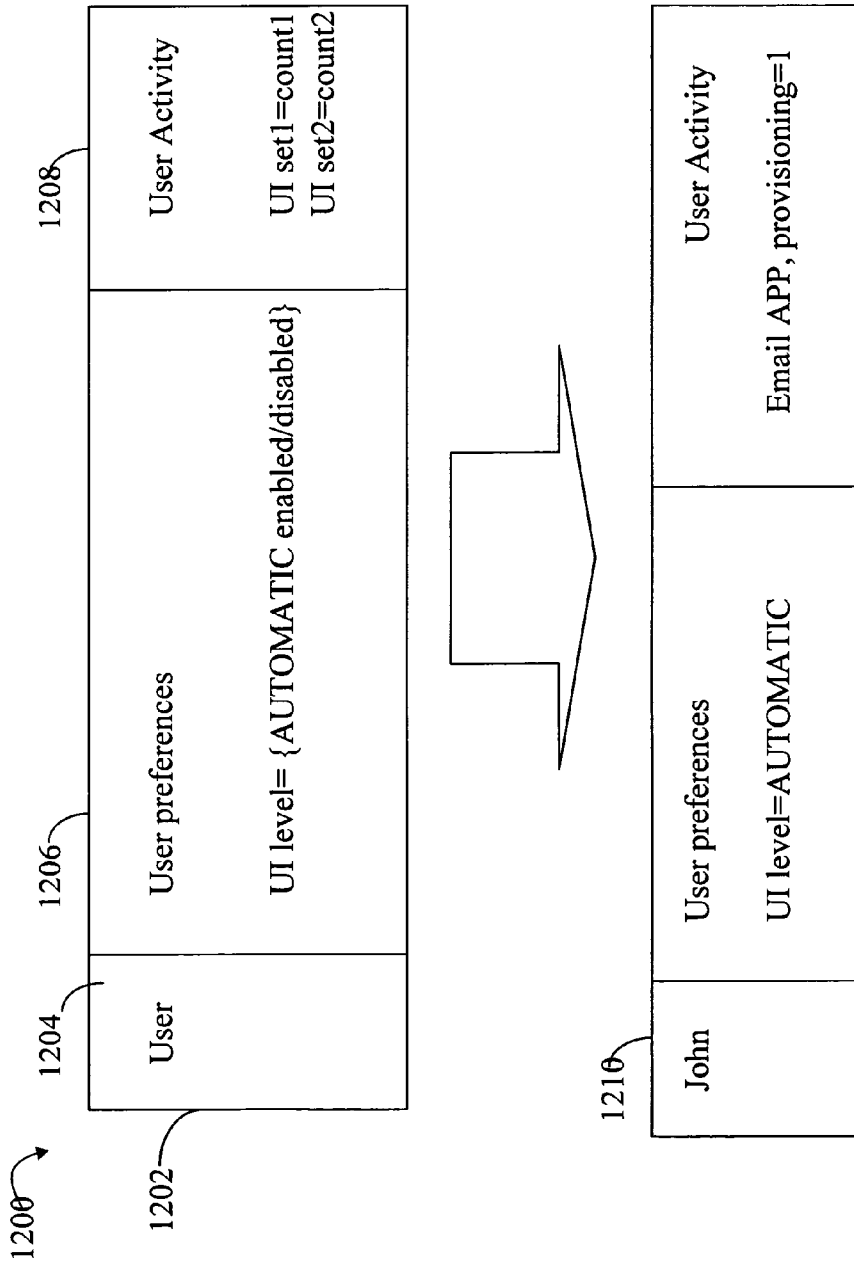 1200
1202
1204
1206
1208
User
User preferences
UI level= {AUTOMATIC enabled/disabled}
User Activity
UI set1=count1
UI set2=count2
1210
John
User preferences
UI level=AUTOMATIC
User Activity
Email APP, provisioning=1